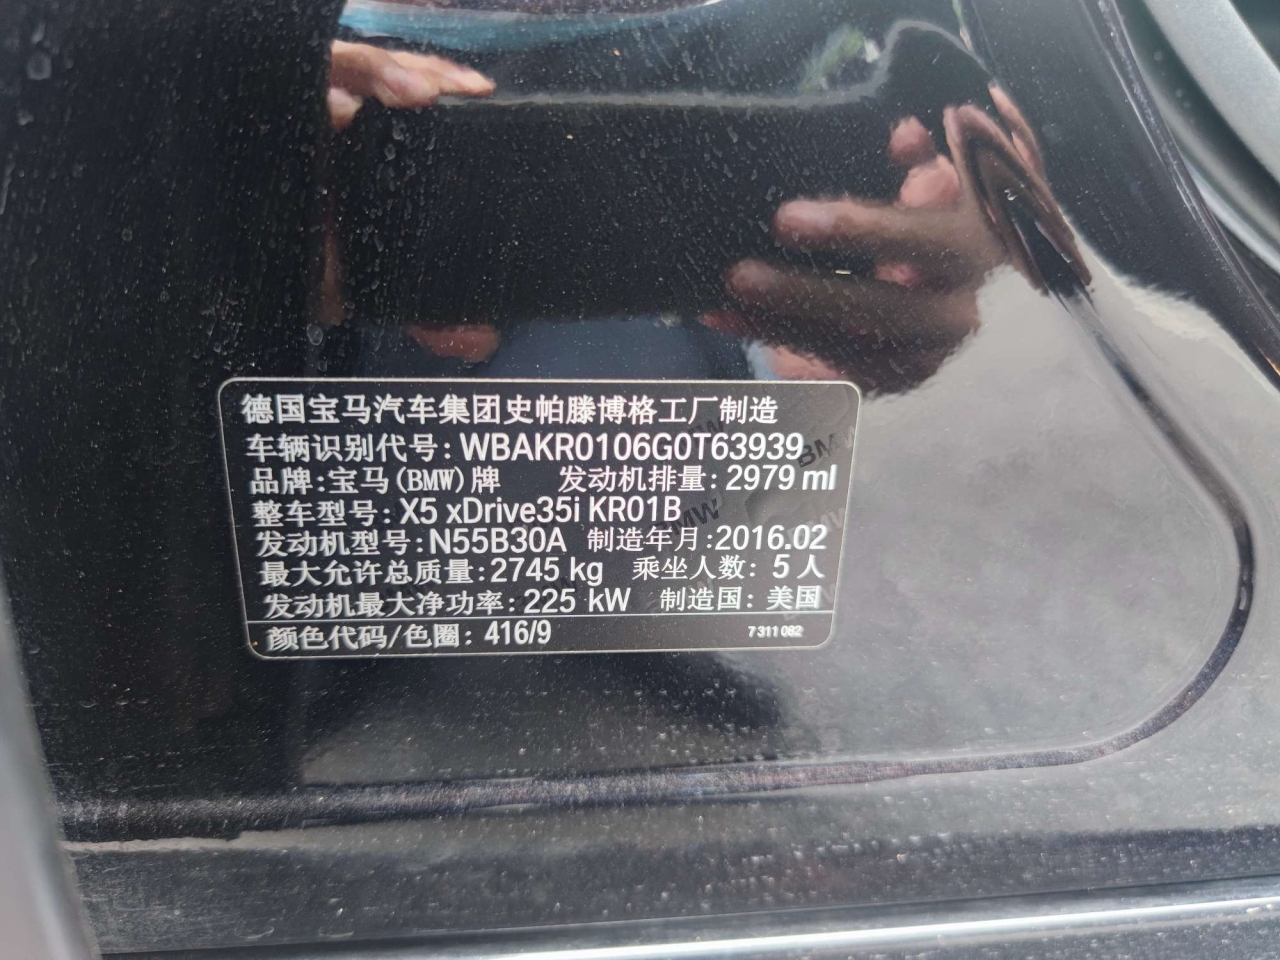 德国宝马汽车集团史帕滕博格工厂制造
车辆识别代号: WBAKR0106G0T63939
品牌:宝马(BMW)牌 发动机排量: 2979 ml
整车型号: X5 xDrive35i KR01B
发动机型号: N55B30A 制造年月:2016.02
最大允许总质量: 2745 kg 乘坐人数: 5 人
发动机最大净功率: 225 kW 制造国: 美国
颜色代码/色圈: 416/9 7 311 082